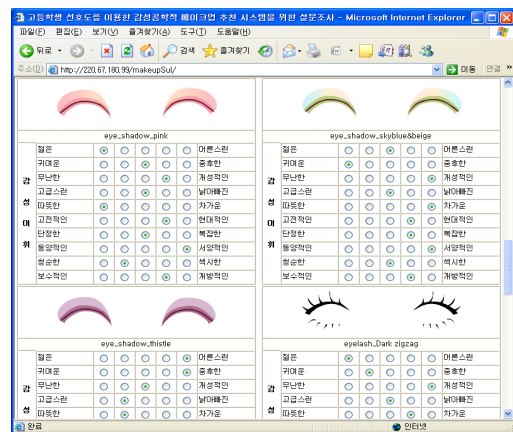 고등학생 선호도를 이용한 감성공학적 메이크업 추천 시스템을 위한 설문조사 - Microsoft Internet Explorer
파일(F) 편집(E) 보기(V) 즐겨찾기(A) 도구(T) 도움말(H)
뒤로 검색 즐겨찾기
주소(D) http://220.67.180.99/makeupSul/ 이동 연결 »
eye_shadow_pink
감성어휘
젊은 어른스런
귀여운 중후한
무난한 개성적인
고급스런 낡아빠진
따뜻한 차가운
고전적인 현대적인
단정한 복잡한
동양적인 서양적인
청순한 섹시한
보수적인 개방적인
eye_shadow_skyblue&beige
감성어휘
젊은 어른스런
귀여운 중후한
무난한 개성적인
고급스런 낡아빠진
따뜻한 차가운
고전적인 현대적인
단정한 복잡한
동양적인 서양적인
청순한 섹시한
보수적인 개방적인
eye_shadow_thistle
감성
젊은 어른스런
귀여운 중후한
무난한 개성적인
고급스런 낡아빠진
따뜻한 차가운
eyelash_Dark zigzag
감성
젊은 어른스런
귀여운 중후한
무난한 개성적인
고급스런 낡아빠진
따뜻한 차가운
완료 인터넷